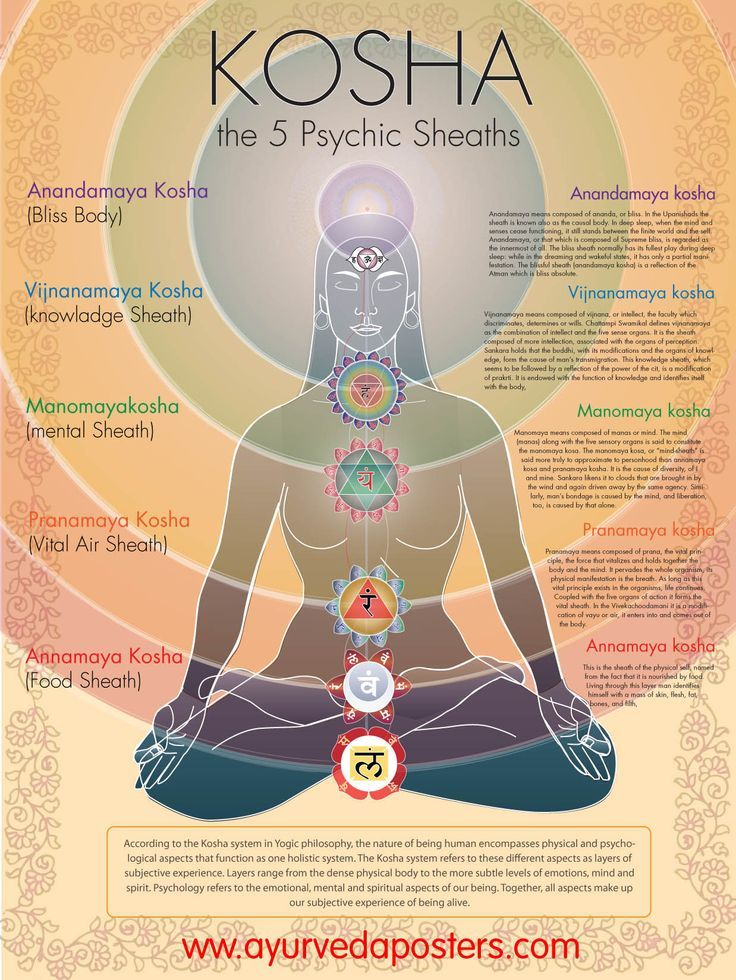 KOSHA
the 5 Psychic Sheaths
Anandamaya Kosha
(Bliss Body)
Vijnanamaya Kosha
(knowladge Sheath)
Manomayakosha
(mental Sheath)
Pranamaya Kosha
(Vital Air Sheath)
Annamaya Kosha
(Food Sheath)
Anandamaya kosha
Anandamaya means composed of ananda, or bliss. In the Upanishads the
sheath is known also as the causal body. In deep sleep, when the mind and
senses cease functioning, it still stands between the finite world and the self.
Anandamaya, or that which is composed of Supreme bliss, is regarded as
the innermost of all. The bliss sheath normally has its fullest play during deep
sleep: while in the dreaming and wakeful states, it has only a partial mani-
festation. The blissful sheath (anandamaya kosha) is a reflection of the
Atman which is bliss absolute.
Vijnanamaya kosha
Vijnanamaya means composed of vijnana, or intellect, the faculty which
discriminates, determines or wills. Chattampi Swamikal defines vijnanamaya
as the combination of intellect and the five sense organs. It is the sheath
composed of more intellection, associated with the organs of perception.
Sankara holds that the buddhi, with its modifications and the organs of knowl-
edge, form the cause of man's transmigration. This knowledge sheath, which
seems to be followed by a reflection of the power of the cit, is a modification
of prakrti. It is endowed with the function of knowledge and identifies itself
with the body,
Manomaya kosha
Manomaya means composed of manas or mind. The mind
(manas) along with the five sensory organs is said to constitute
the manomaya kosa. The manomaya kosa, or "mind-sheath" is
said more truly to approximate to personhood than annamaya
kosa and pranamaya kosha. It is the cause of diversity, of I
and mine. Sankara likens it to clouds that are brought in by
the wind and again driven away by the same agency. Simi-
larly, man's bondage is caused by the mind, and liberation,
too, is caused by that alone.
Pranamaya kosha
Pranamaya means composed of prana, the vital prin-
ciple, the force that vitalizes and holds together the
body and the mind. It pervades the whole organism, its
physical manifestation is the breath. As long as this
vital principle exists in the organisms, life continues.
Coupled with the five organs of action it forms the
vital sheath. In the Vivekachoodamani it is a modifi-
cation of vayu or air, it enters into and comes out of
the body.
Annamaya kosha
This is the sheath of the physical self, named
from the fact that it is nourished by food.
Living through this layer man identifies
himself with a mass of skin, flesh, fat,
bones, and filth,
ॐ
हं
यं
रं
वं
लं
According to the Kosha system in Yogic philosophy, the nature of being human encompasses physical and psycho-
logical aspects that function as one holistic system. The Kosha system refers to these different aspects as layers of
subjective experience. Layers range from the dense physical body to the more subtle levels of emotions, mind and
spirit. Psychology refers to the emotional, mental and spiritual aspects of our being. Together, all aspects make up
our subjective experience of being alive.
www.ayurvedaposters.com